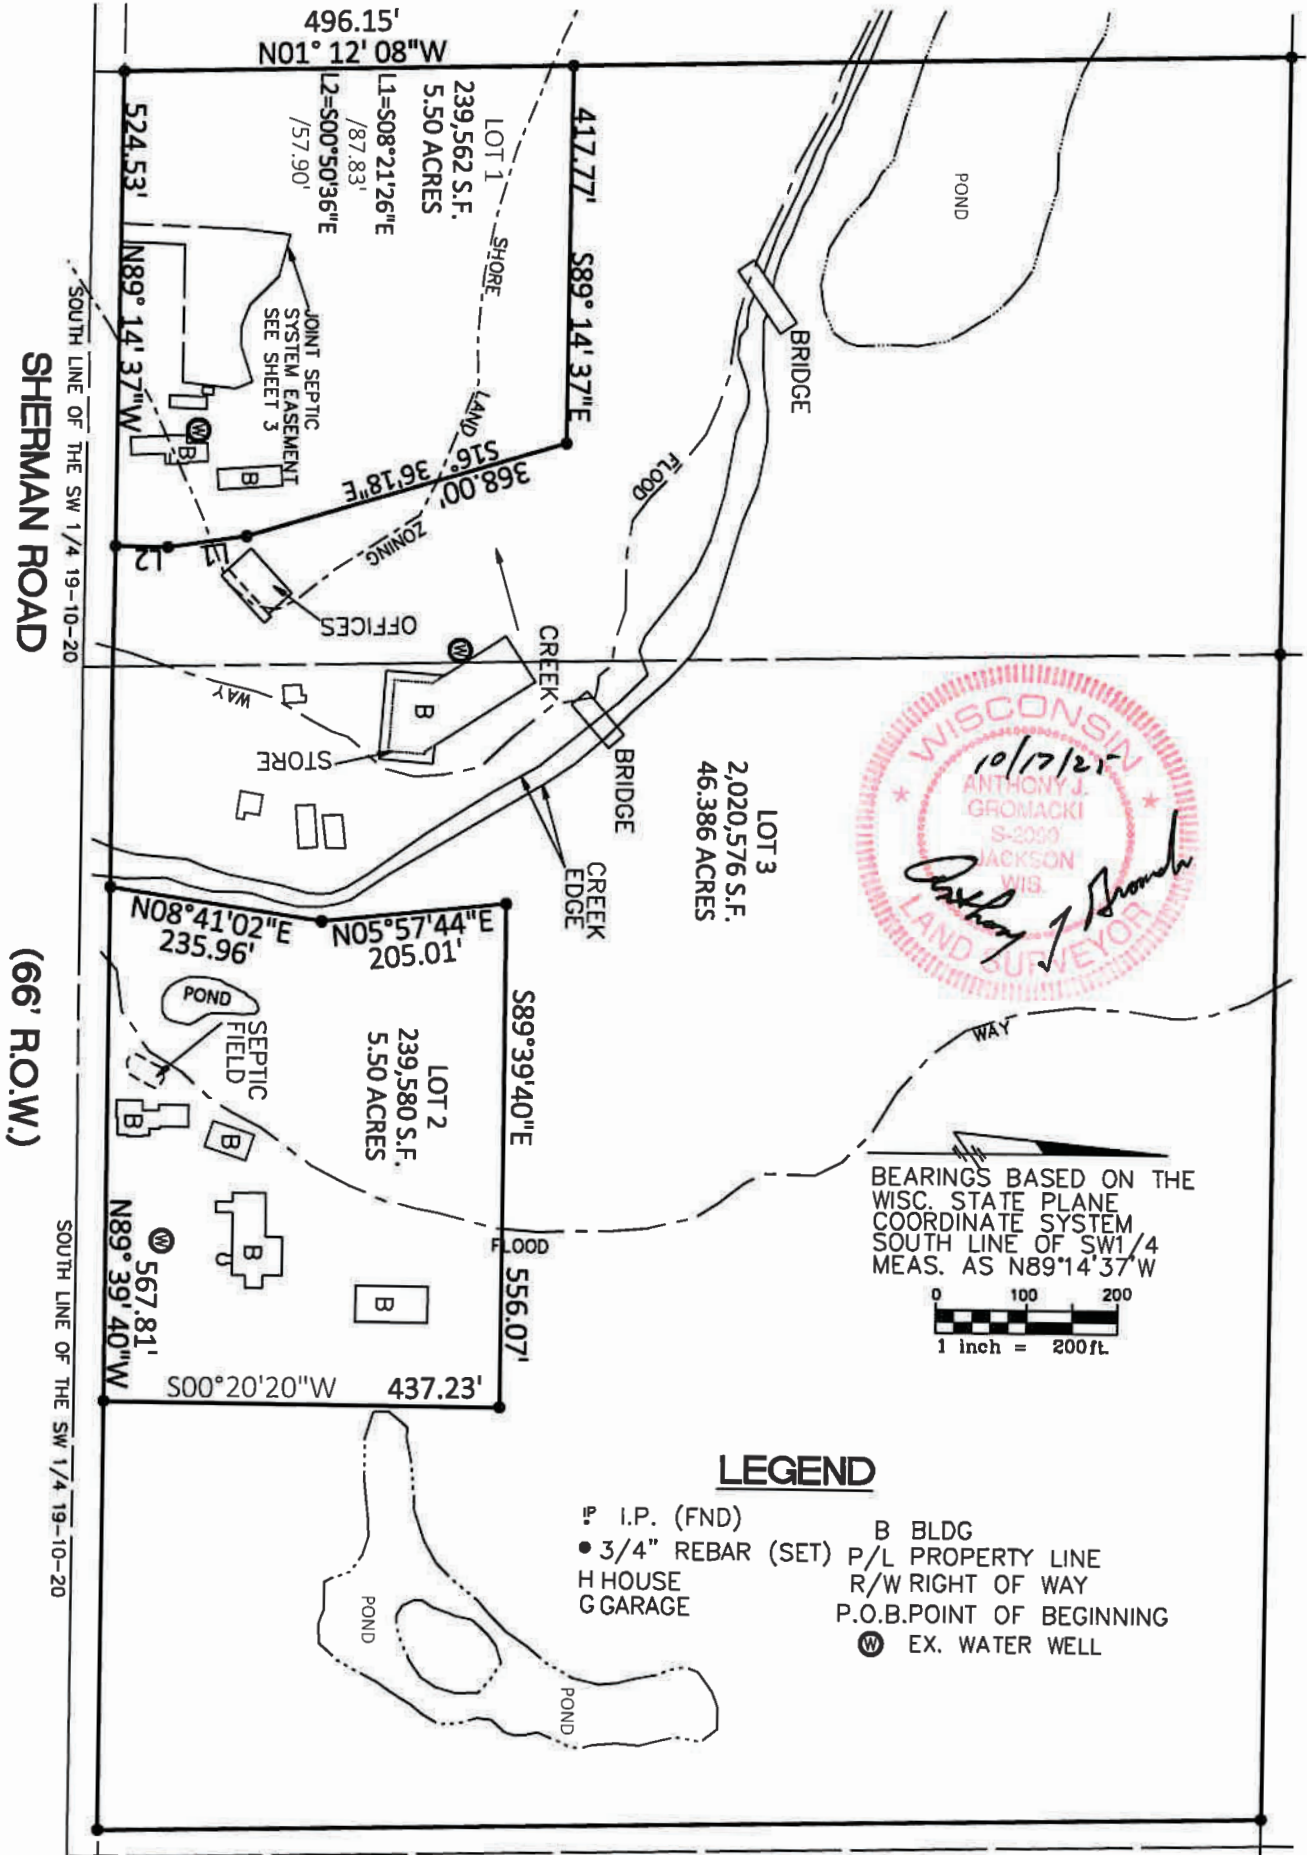 496.15'
N01° 12' 08"W
LOT 1
239,562 S.F.
5.50 ACRES
L1=S08°21'26"E
/87.83'
L2=S00°50'36"E
/57.90'
417.77'
S89° 14' 37"E
524.53'
N89° 14' 37"W
SHORE
LAND
ZONING
JOINT SEPTIC
SYSTEM EASEMENT
SEE SHEET 3
W
B
B
S16° 36'18"E
368.00'
L1
L2
OFFICES
SOUTH LINE OF THE SW 1/4 19-10-20
SHERMAN ROAD
(66' R.O.W.)
POND
BRIDGE
FLOOD
WAY
CREEK
W
B
STORE
BRIDGE
CREEK
EDGE
LOT 3
2,020,576 S.F.
46.386 ACRES
WISCONSIN
10/17/25
ANTHONY J.
GROMACKI
S-2090
JACKSON
WIS.
LAND SURVEYOR
Anthony J Gromacki
N08°41'02"E
235.96'
N05°57'44"E
205.01'
POND
SEPTIC
FIELD
LOT 2
239,580 S.F.
5.50 ACRES
S89°39'40"E
556.07'
B
B
B
B
W
567.81'
N89° 39' 40"W
S00°20'20"W
437.23'
FLOOD
WAY
SOUTH LINE OF THE SW 1/4 19-10-20
BEARINGS BASED ON THE
WISC. STATE PLANE
COORDINATE SYSTEM
SOUTH LINE OF SW1/4
MEAS. AS N89°14'37"W
0 100 200
1 inch = 200 ft.
LEGEND
IP I.P. (FND)
3/4" REBAR (SET)
H HOUSE
G GARAGE
B BLDG
P/L PROPERTY LINE
R/W RIGHT OF WAY
P.O.B. POINT OF BEGINNING
W EX. WATER WELL
POND
POND